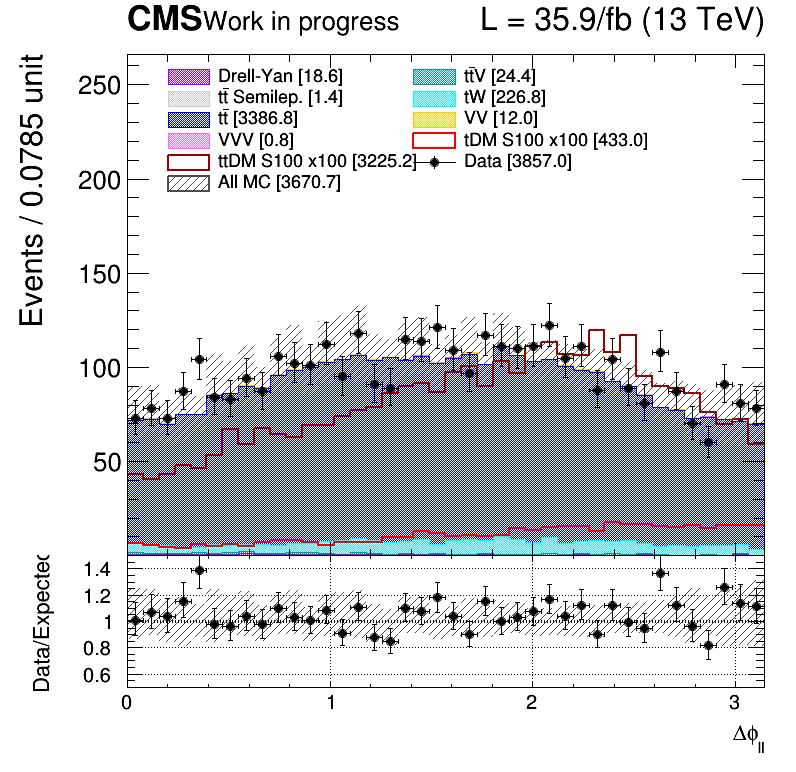 CMS Work in progress L = 35.9/fb (13 TeV)
Events / 0.0785 unit
250
200
150
100
50
Drell-Yan [18.6]
tt̄V [24.4]
tt̄ Semilep. [1.4]
tW [226.8]
tt̄ [3386.8]
VV [12.0]
VVV [0.8]
tDM S100 x100 [433.0]
ttDM S100 x100 [3225.2]
Data [3857.0]
All MC [3670.7]
Data/Expected
1.4
1.2
1
0.8
0.6
0 1 2 3
Δϕll